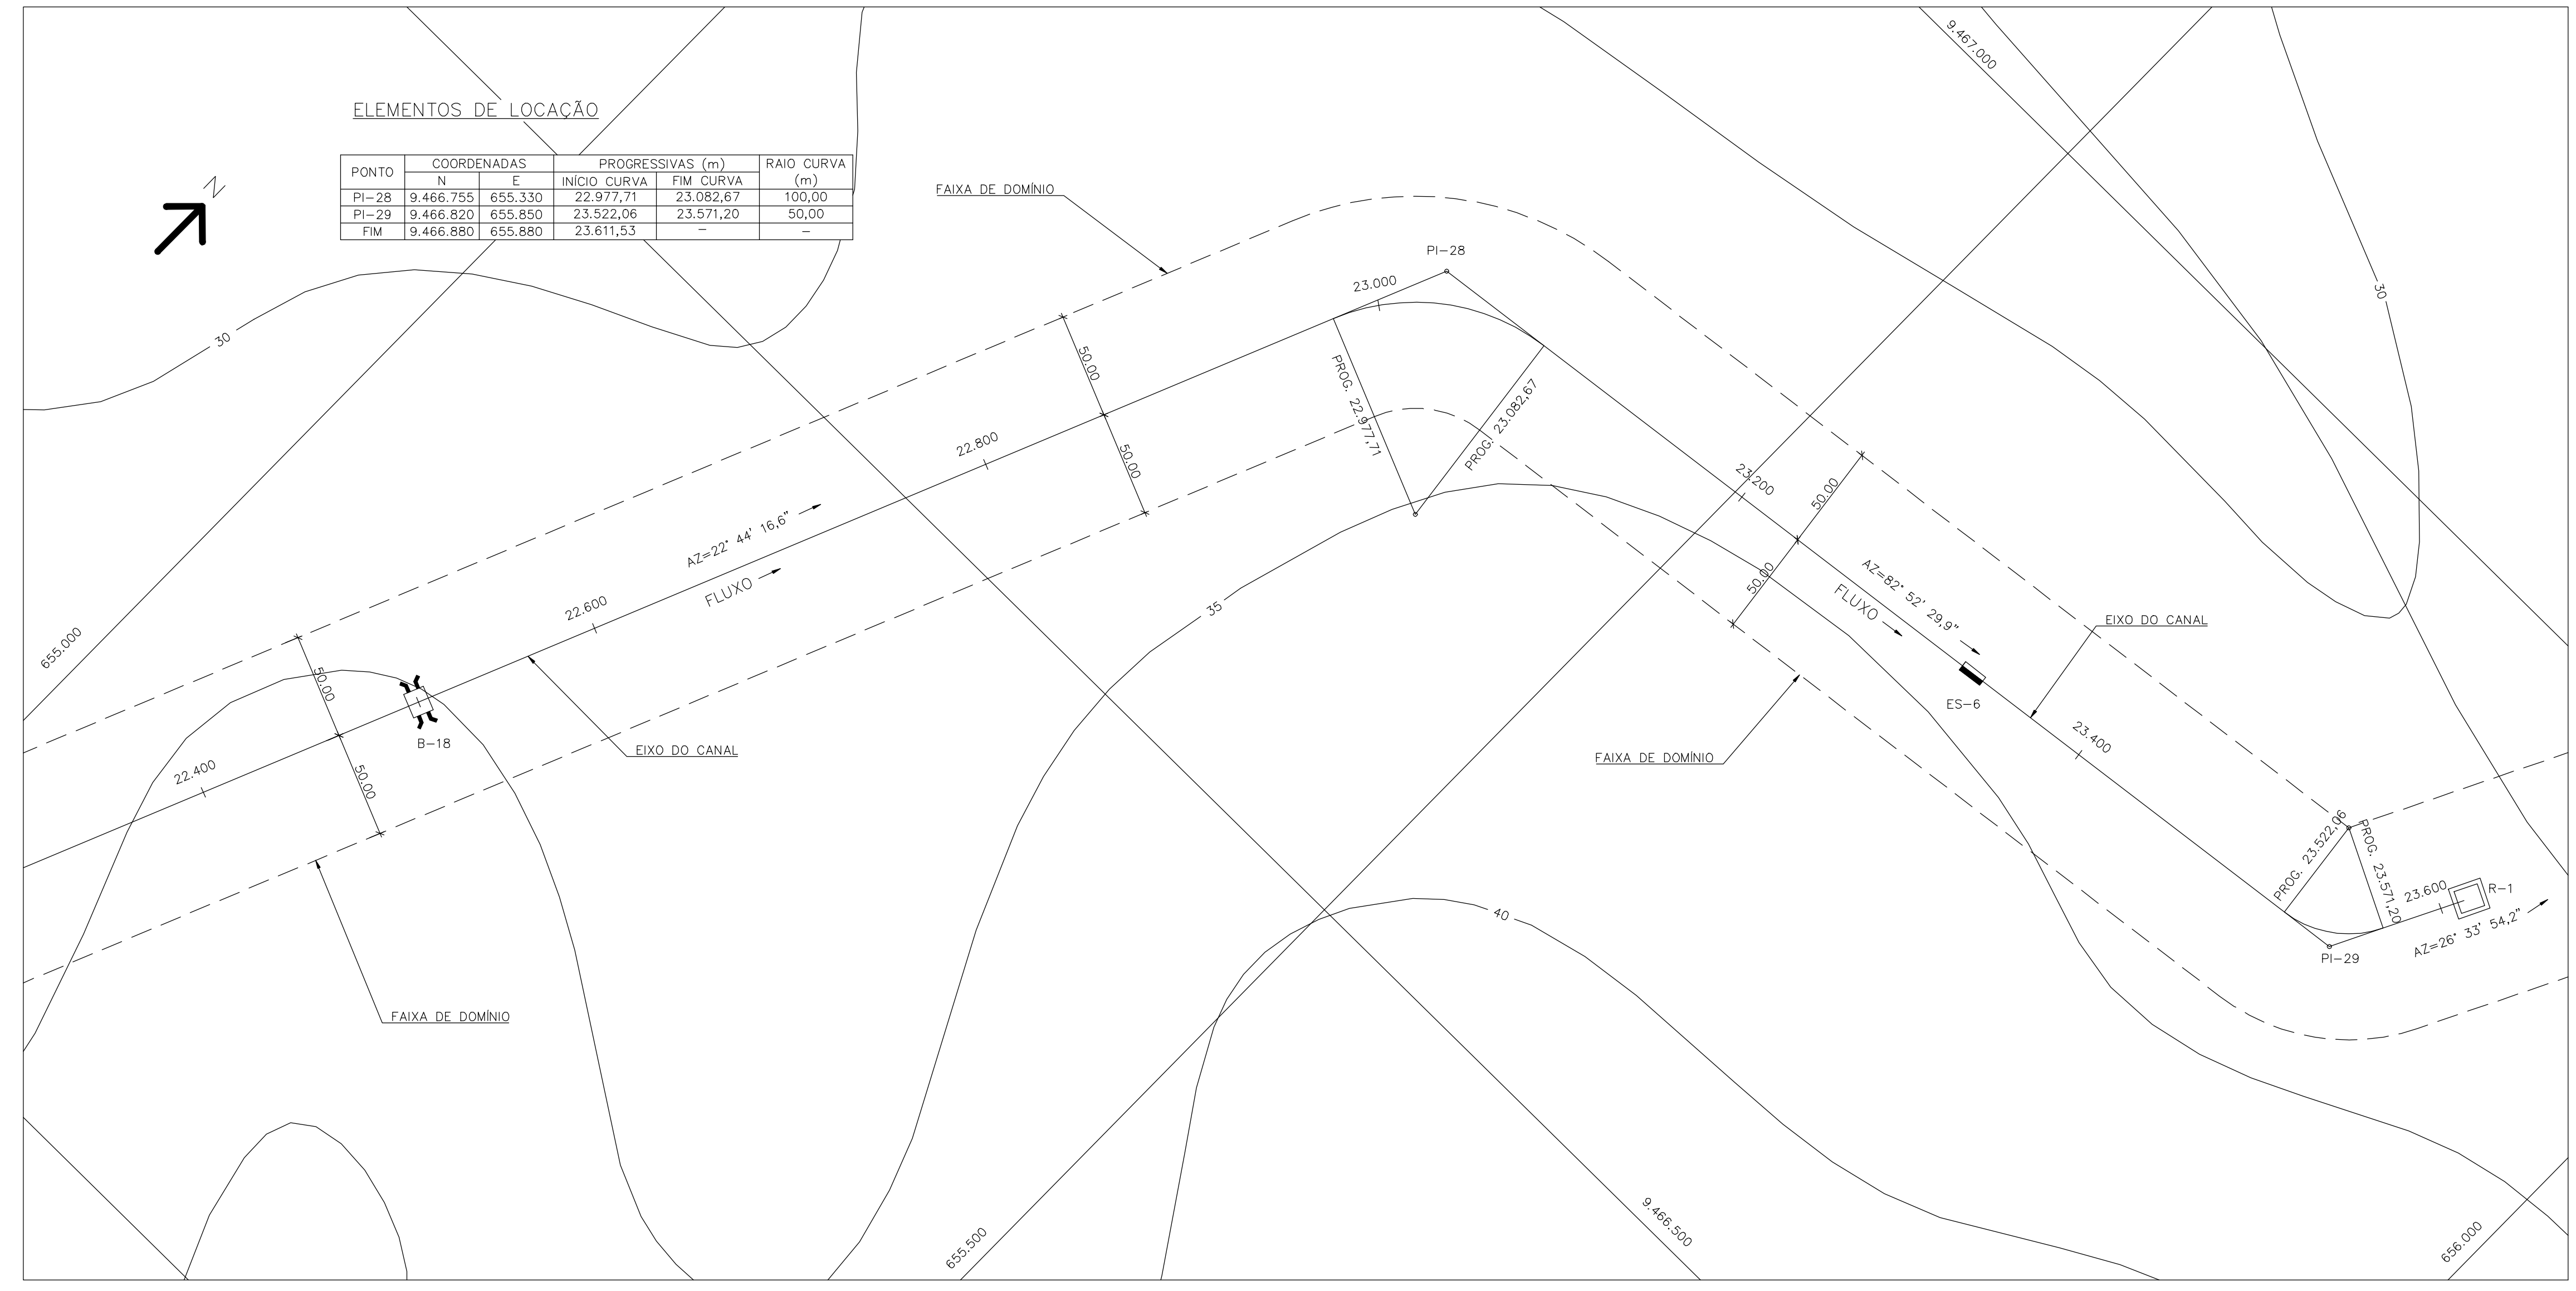 ELEMENTOS DE LOCAÇÃO
PONTO COORDENADAS PROGRESSIVAS (m) RAIO CURVA (m)
N E INÍCIO CURVA FIM CURVA
PI-28 9.466.755 655.330 22.977,71 23.082,67 100,00
PI-29 9.466.820 655.850 23.522,06 23.571,20 50,00
FIM 9.466.880 655.880 23.611,53 - -
N
9.467.000
FAIXA DE DOMÍNIO
PI-28
23.000
30
30
50.00
50.00
PROG. 22.977,71
PROG. 23.082,67
22.800
23.200
50.00
50.00
AZ=22° 44' 16,6"
FLUXO
22.600
35
AZ=82° 52' 29,9"
FLUXO
EIXO DO CANAL
655.000
50.00
50.00
B-18
EIXO DO CANAL
22.400
ES-6
23.400
FAIXA DE DOMÍNIO
PROG. 23.522,06
PROG. 23.571,20
23.600
R-1
AZ=26° 33' 54,2"
PI-29
40
FAIXA DE DOMÍNIO
655.500
9.466.500
656.000